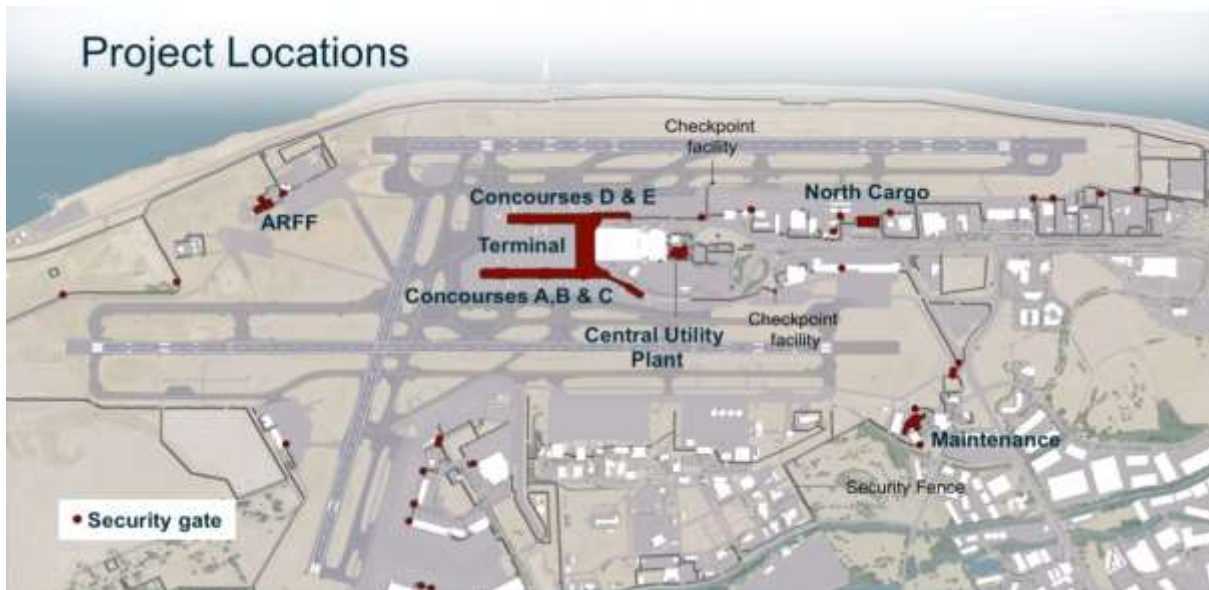 Project Locations
Checkpoint
facility
Concourses D & E
North Cargo
ARFF
Terminal
Concourses A,B & C
Checkpoint
facility
Central Utility
Plant
Maintenance
Security Fence
Security gate